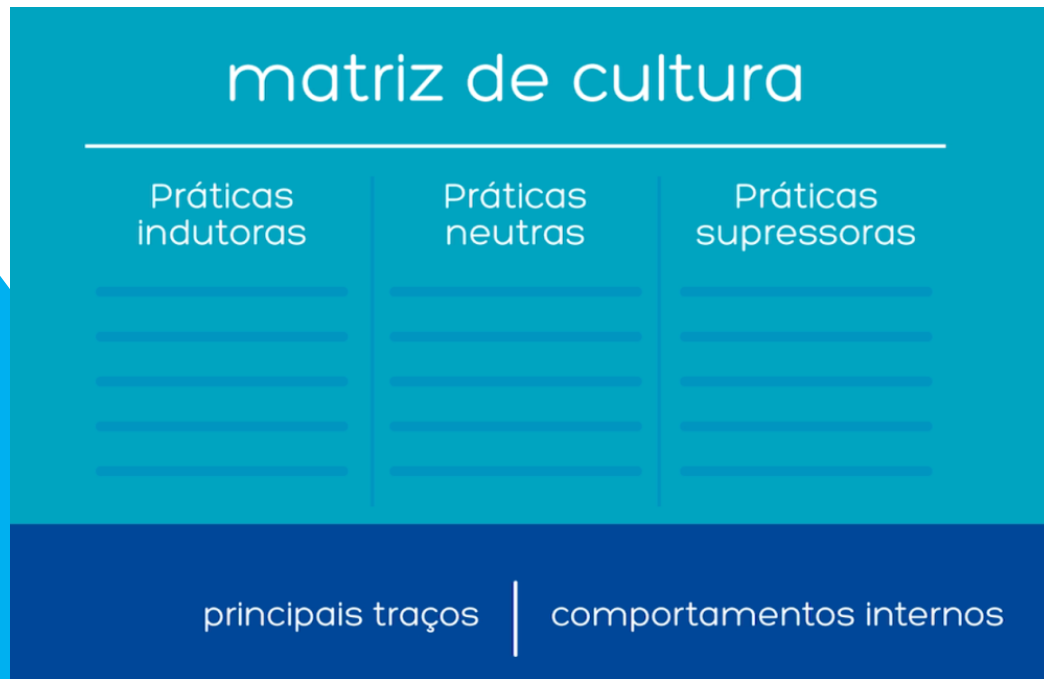 matriz de cultura
Práticas
indutoras
Práticas
neutras
Práticas
supressoras
principais traços
comportamentos internos